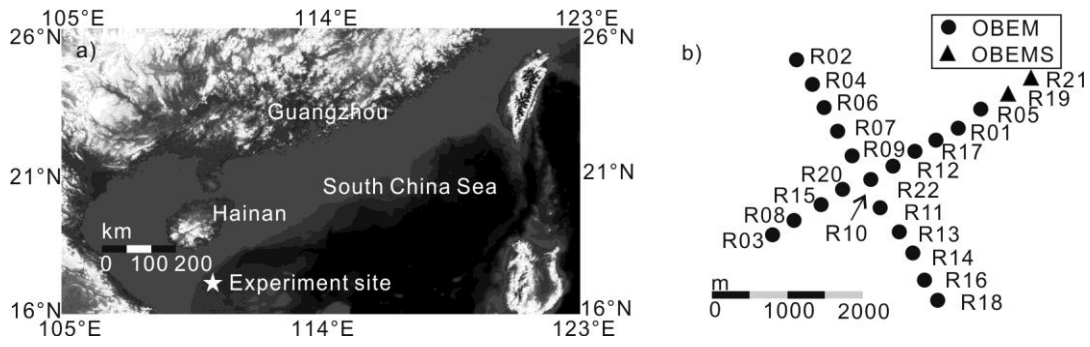 105°E 114°E 123°E
26°N 26°N
a)
Guangzhou
21°N 21°N
South China Sea
Hainan
km
0 100 200
Experiment site
16°N 16°N
105°E 114°E 123°E
b)
OBEM
OBEMS
R02
R04
R06
R07
R09
R20
R15
R08
R03
R10
R21
R19
R05
R01
R17
R12
R22
R11
R13
R14
R16
R18
m
0 1000 2000